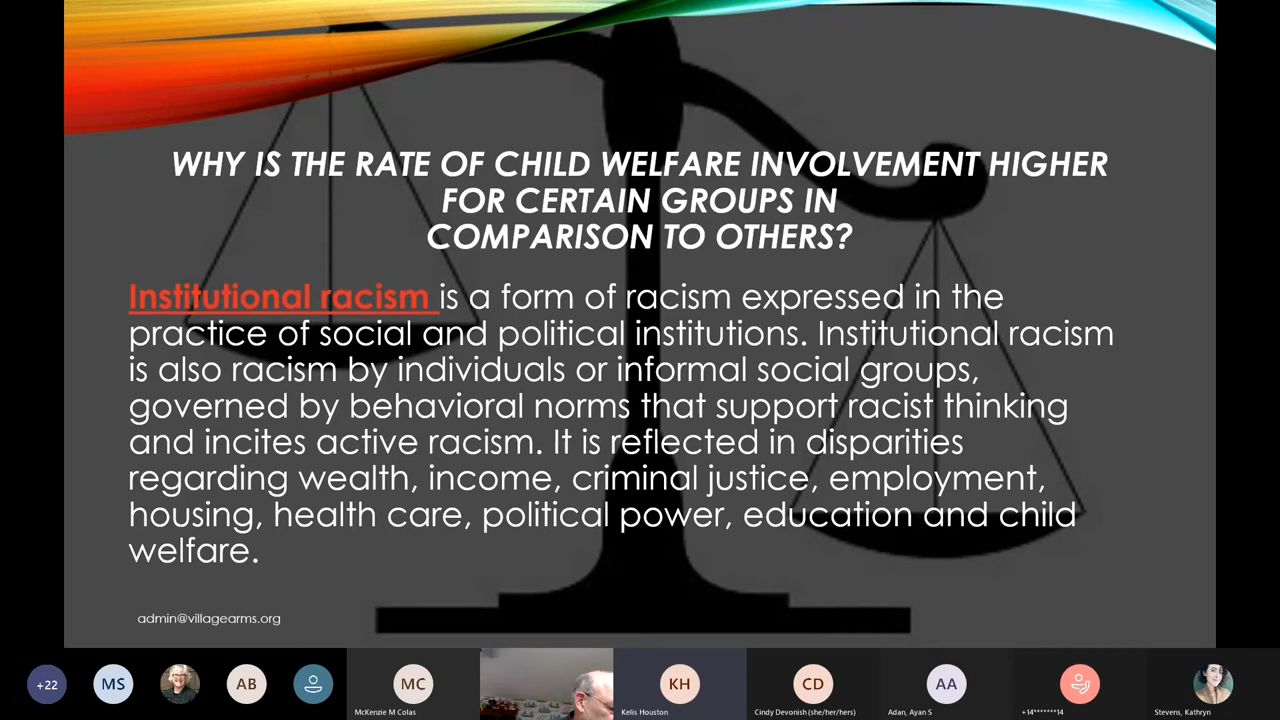 WHY IS THE RATE OF CHILD WELFARE INVOLVEMENT HIGHER
FOR CERTAIN GROUPS IN
COMPARISON TO OTHERS?
Institutional racism is a form of racism expressed in the
practice of social and political institutions. Institutional racism
is also racism by individuals or informal social groups,
governed by behavioral norms that support racist thinking
and incites active racism. It is reflected in disparities
regarding wealth, income, criminal justice, employment,
housing, health care, political power, education and child
welfare.
admin@villagearms.org
+22 MS AB MC KH CD AA
McKenzie M Colas Kelis Houston Cindy Devonish (she/her/hers) Adan, Ayan S +14*******14 Stevens, Kathryn